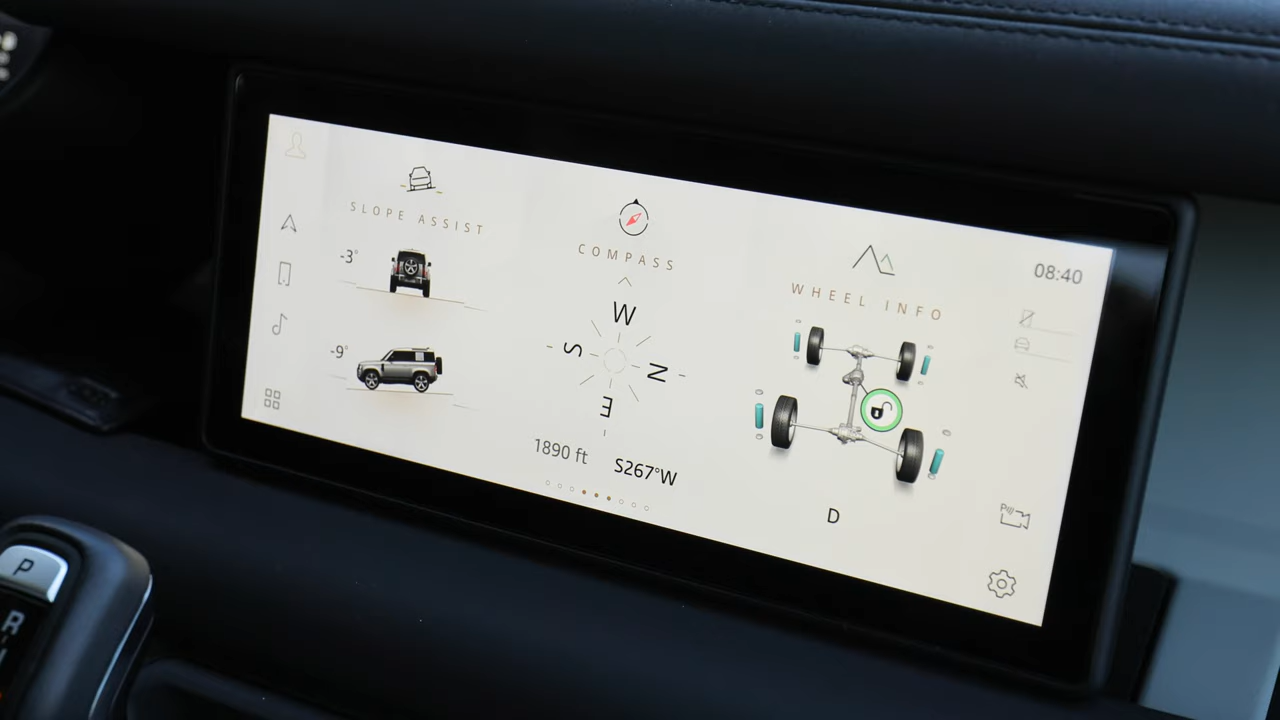 SLOPE ASSIST
-3°
-9°
COMPASS
W
S
N
E
1890 ft
S267°W
WHEEL INFO
D
08:40
P
P
R